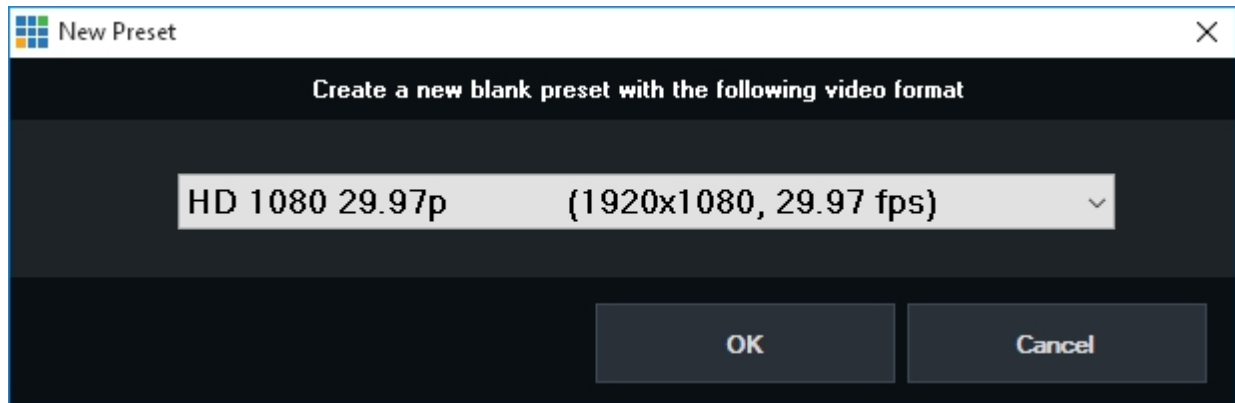 New Preset
Create a new blank preset with the following video format
HD 1080 29.97p (1920x1080, 29.97 fps)
OK Cancel